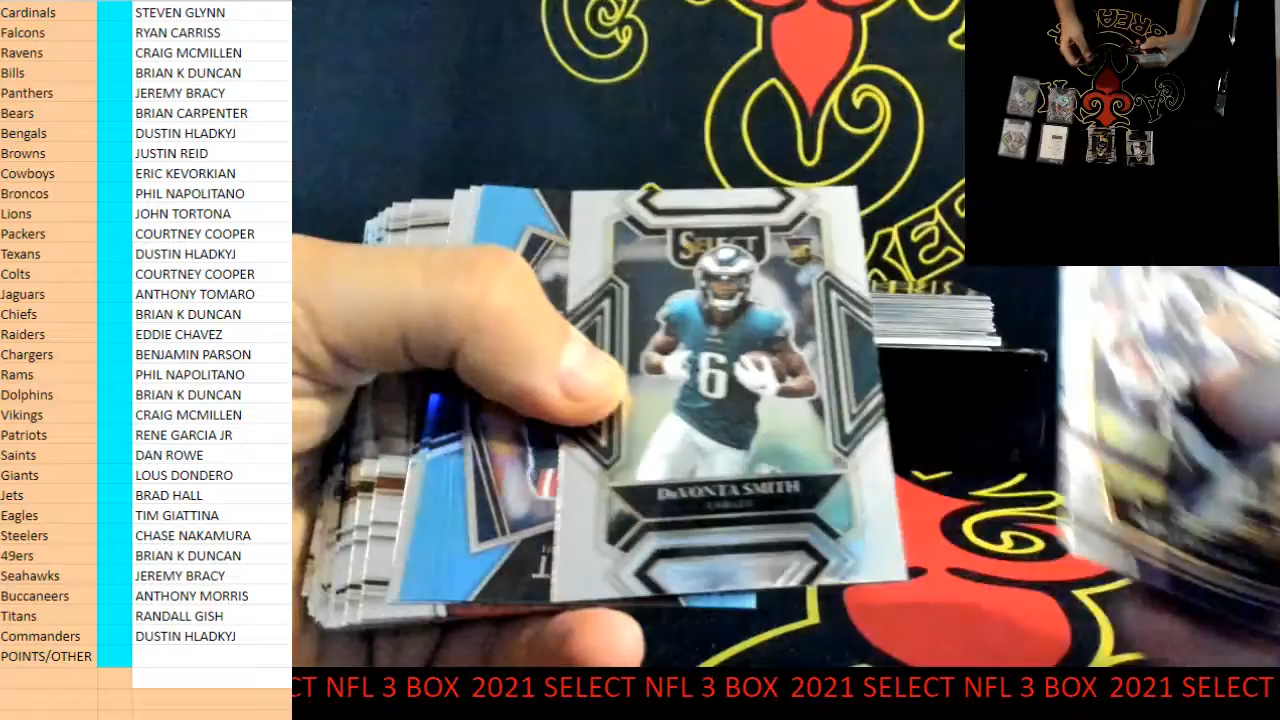 Cardinals STEVEN GLYNN
Falcons RYAN CARRISS
Ravens CRAIG MCMILLEN
Bills BRIAN K DUNCAN
Panthers JEREMY BRACY
Bears BRIAN CARPENTER
Bengals DUSTIN HLADKYJ
Browns JUSTIN REID
Cowboys ERIC KEVORKIAN
Broncos PHIL NAPOLITANO
Lions JOHN TORTONA
Packers COURTNEY COOPER
Texans DUSTIN HLADKYJ
Colts COURTNEY COOPER
Jaguars ANTHONY TOMARO
Chiefs BRIAN K DUNCAN
Raiders EDDIE CHAVEZ
Chargers BENJAMIN PARSON
Rams PHIL NAPOLITANO
Dolphins BRIAN K DUNCAN
Vikings CRAIG MCMILLEN
Patriots RENE GARCIA JR
Saints DAN ROWE
Giants LOUS DONDERO
Jets BRAD HALL
Eagles TIM GIATTINA
Steelers CHASE NAKAMURA
49ers BRIAN K DUNCAN
Seahawks JEREMY BRACY
Buccaneers ANTHONY MORRIS
Titans RANDALL GISH
Commanders DUSTIN HLADKYJ
POINTS/OTHER
SELECT
6
DeVONTA SMITH
CT NFL 3 BOX 2021 SELECT NFL 3 BOX 2021 SELECT NFL 3 BOX 2021 SELECT